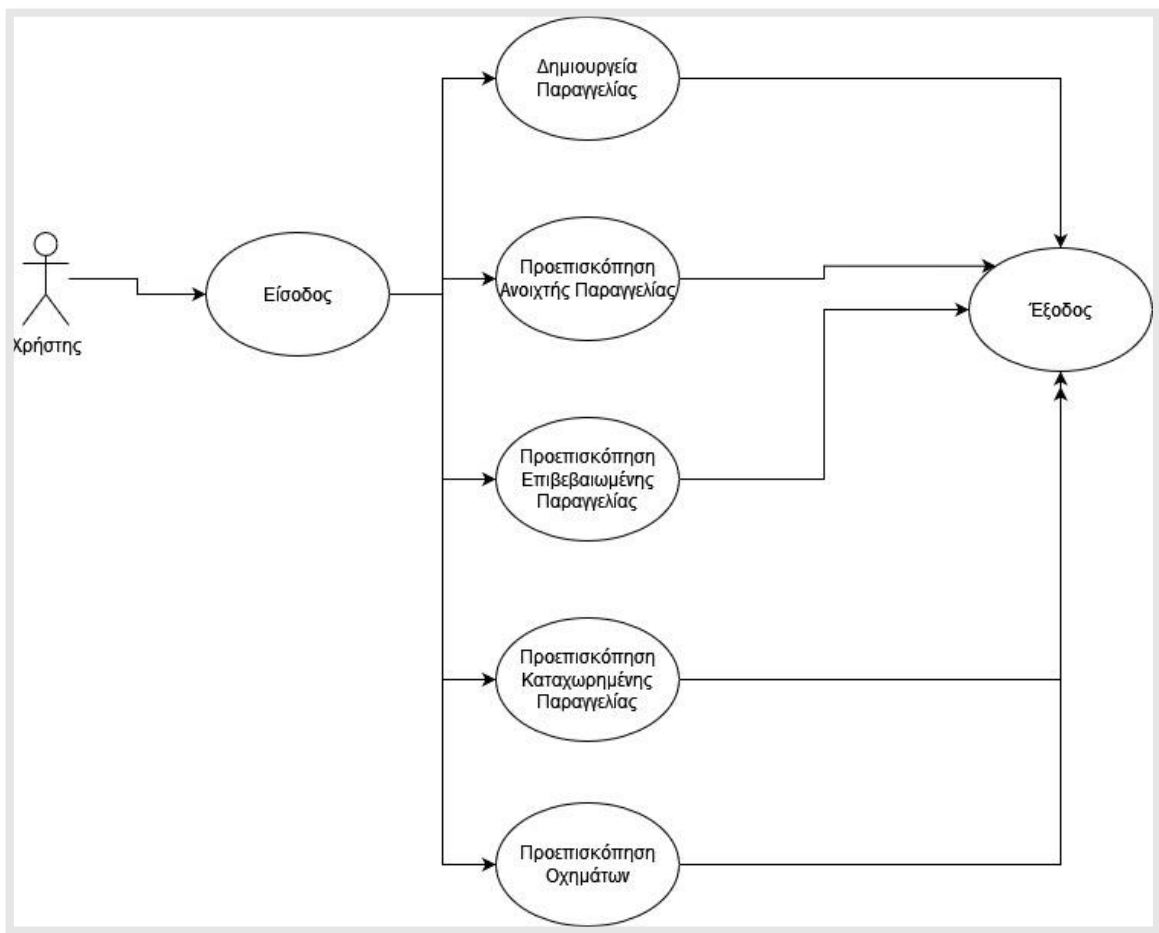 Δημιουργεία
Παραγγελίας
Προεπισκόπηση
Ανοιχτής Παραγγελίας
Είσοδος
Έξοδος
Χρήστης
Προεπισκόπηση
Επιβεβαιωμένης
Παραγγελίας
Προεπισκόπηση
Καταχωρημένης
Παραγγελίας
Προεπισκόπηση
Οχημάτων